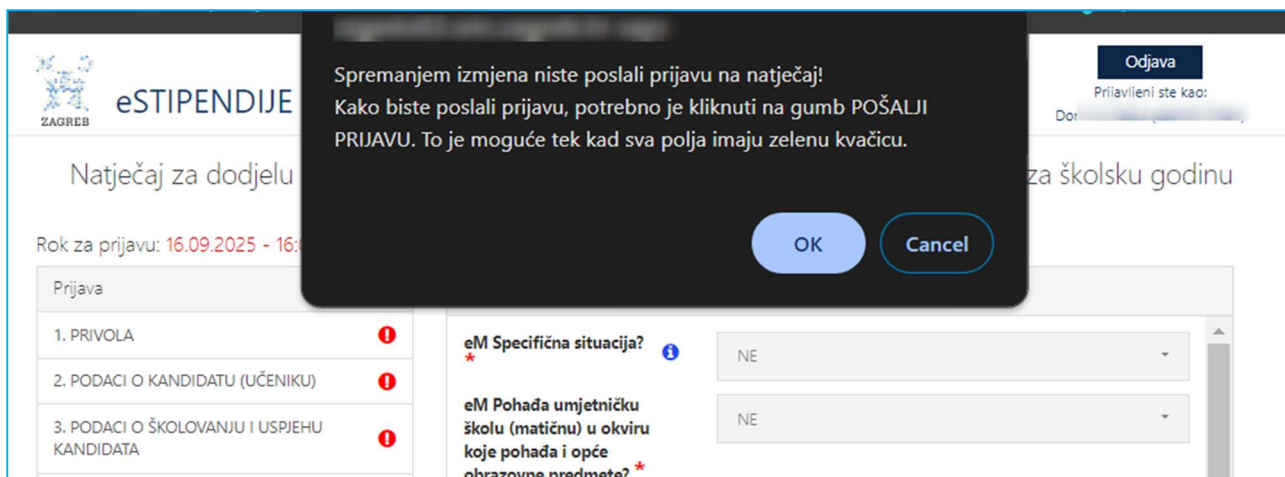 Spremanjem izmjena niste poslali prijavu na natječaj!
Kako biste poslali prijavu, potrebno je kliknuti na gumb POŠALJI
PRIJAVU. To je moguće tek kad sva polja imaju zelenu kvačicu.
OK
Cancel
ZAGREB
eSTIPENDIJE
Odjava
Prijavljeni ste kao:
Natječaj za dodjelu
za školsku godinu
Rok za prijavu: 16.09.2025 - 16:
Prijava
1. PRIVOLA
2. PODACI O KANDIDATU (UČENIKU)
3. PODACI O ŠKOLOVANJU I USPJEHU
KANDIDATA
eM Specifična situacija?
*
NE
eM Pohađa umjetničku
školu (matičnu) u okviru
koje pohađa i opće
obrazovne predmete? *
NE